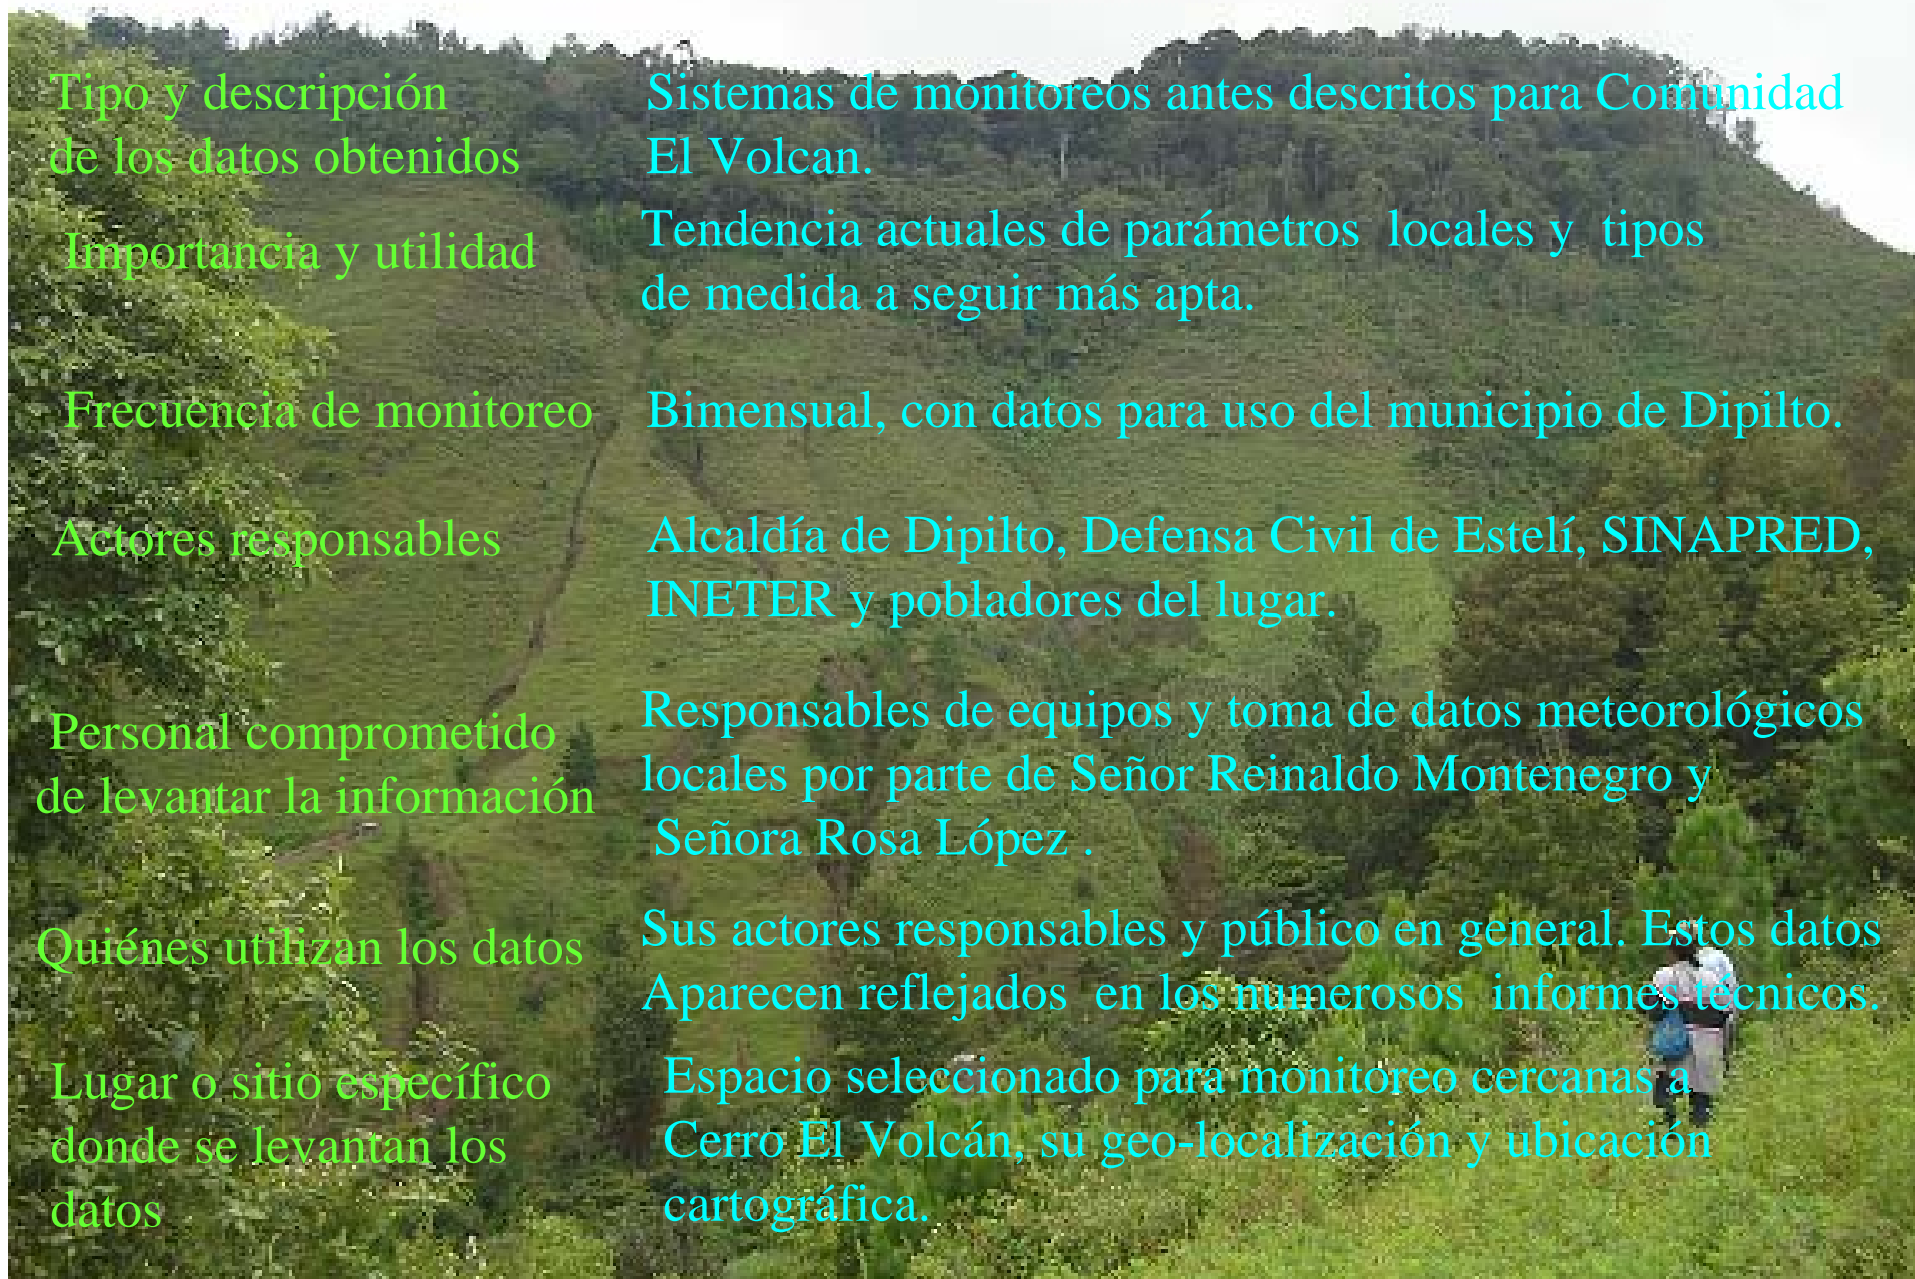 Tipo y descripción
de los datos obtenidos
Sistemas de monitoreos antes descritos para Comunidad
El Volcan.
Importancia y utilidad
Tendencia actuales de parámetros locales y tipos
de medida a seguir más apta.
Frecuencia de monitoreo
Bimensual, con datos para uso del municipio de Dipilto.
Actores responsables
Alcaldía de Dipilto, Defensa Civil de Estelí, SINAPRED,
INETER y pobladores del lugar.
Personal comprometido
de levantar la información
Responsables de equipos y toma de datos meteorológicos
locales por parte de Señor Reinaldo Montenegro y
Señora Rosa López .
Quiénes utilizan los datos
Sus actores responsables y público en general. Estos datos
Aparecen reflejados en los numerosos informes técnicos.
Lugar o sitio específico
donde se levantan los
datos
Espacio seleccionado para monitoreo cercanas a
Cerro El Volcán, su geo-localización y ubicación
cartográfica.